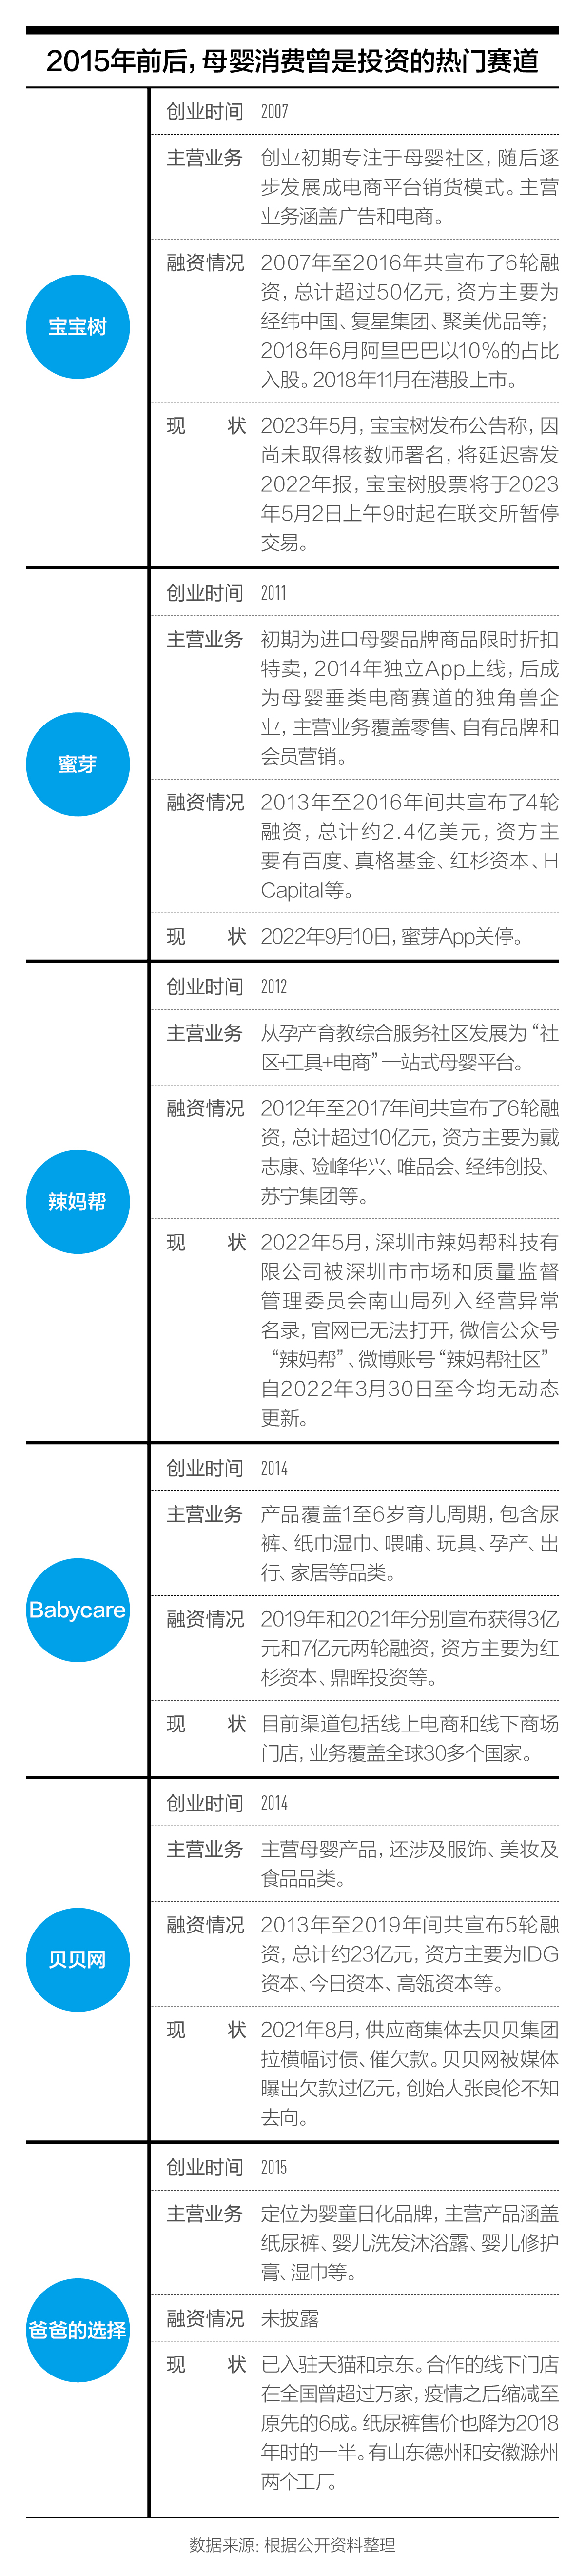 2015年前后，母婴消费曾是投资的热门赛道
宝宝树
创业时间 2007
主营业务 创业初期专注于母婴社区，随后逐
步发展成电商平台销货模式。主营
业务涵盖广告和电商。
融资情况 2007年至2016年共宣布了6轮融
资，总计超过50亿元，资方主要为
经纬中国、复星集团、聚美优品等；
2018年6月阿里巴巴以10%的占比
入股。2018年11月在港股上市。
现 状 2023年5月，宝宝树发布公告称，因
尚未取得核数师署名，将延迟寄发
2022年报，宝宝树股票将于2023
年5月2日上午9时起在联交所暂停
交易。
蜜芽
创业时间 2011
主营业务 初期为进口母婴品牌商品限时折扣
特卖，2014年独立App上线，后成
为母婴垂类电商赛道的独角兽企
业，主营业务覆盖零售、自有品牌和
会员营销。
融资情况 2013年至2016年间共宣布了4轮
融资，总计约2.4亿美元，资方主
要有百度、真格基金、红杉资本、H
Capital等。
现 状 2022年9月10日，蜜芽App关停。
辣妈帮
创业时间 2012
主营业务 从孕产育教综合服务社区发展为“社
区+工具+电商”一站式母婴平台。
融资情况 2012年至2017年间共宣布了6轮融
资，总计超过10亿元，资方主要为戴
志康、险峰华兴、唯品会、经纬创投、
苏宁集团等。
现 状 2022年5月，深圳市辣妈帮科技有
限公司被深圳市市场和质量监督
管理委员会南山局列入经营异常
名录，官网已无法打开，微信公众号
“辣妈帮”、微博账号“辣妈帮社区”
自2022年3月30日至今均无动态
更新。
Babycare
创业时间 2014
主营业务 产品覆盖1至6岁育儿周期，包含尿
裤、纸巾湿巾、喂哺、玩具、孕产、出
行、家居等品类。
融资情况 2019年和2021年分别宣布获得3亿
元和7亿元两轮融资，资方主要为红
杉资本、鼎晖投资等。
现 状 目前渠道包括线上电商和线下商场
门店，业务覆盖全球30多个国家。
贝贝网
创业时间 2014
主营业务 主营母婴产品，还涉及服饰、美妆及
食品品类。
融资情况 2013年至2019年间共宣布5轮融
资，总计约23亿元，资方主要为IDG
资本、今日资本、高瓴资本等。
现 状 2021年8月，供应商集体去贝贝集团
拉横幅讨债、催欠款。贝贝网被媒体
曝出欠款过亿元，创始人张良伦不知
去向。
爸爸的选择
创业时间 2015
主营业务 定位为婴童日化品牌，主营产品涵盖
纸尿裤、婴儿洗发沐浴露、婴儿修护
膏、湿巾等。
融资情况 未披露
现 状 已入驻天猫和京东。合作的线下门店
在全国曾超过万家，疫情之后缩减至
原先的6成。纸尿裤售价也降为2018
年时的一半。有山东德州和安徽滁州
两个工厂。
数据来源：根据公开资料整理